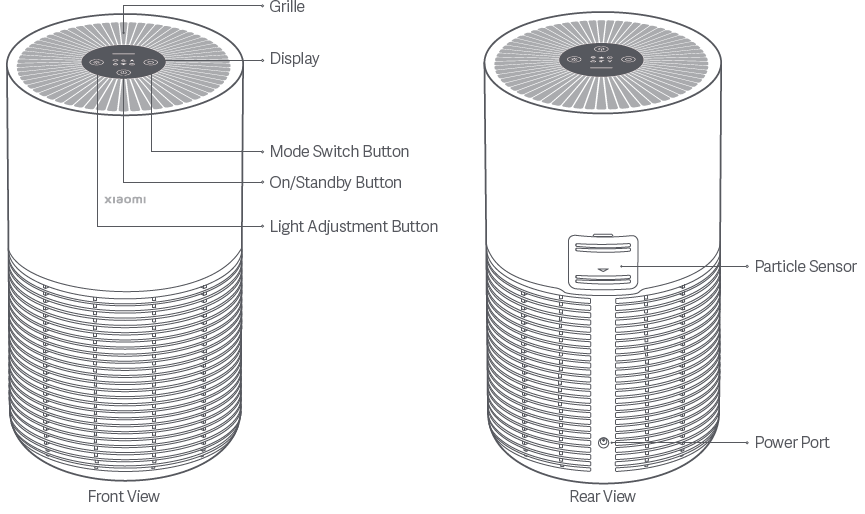 Grille
Display
Mode Switch Button
On/Standby Button
xiaomi
Light Adjustment Button
Front View
Particle Sensor
Power Port
Rear View